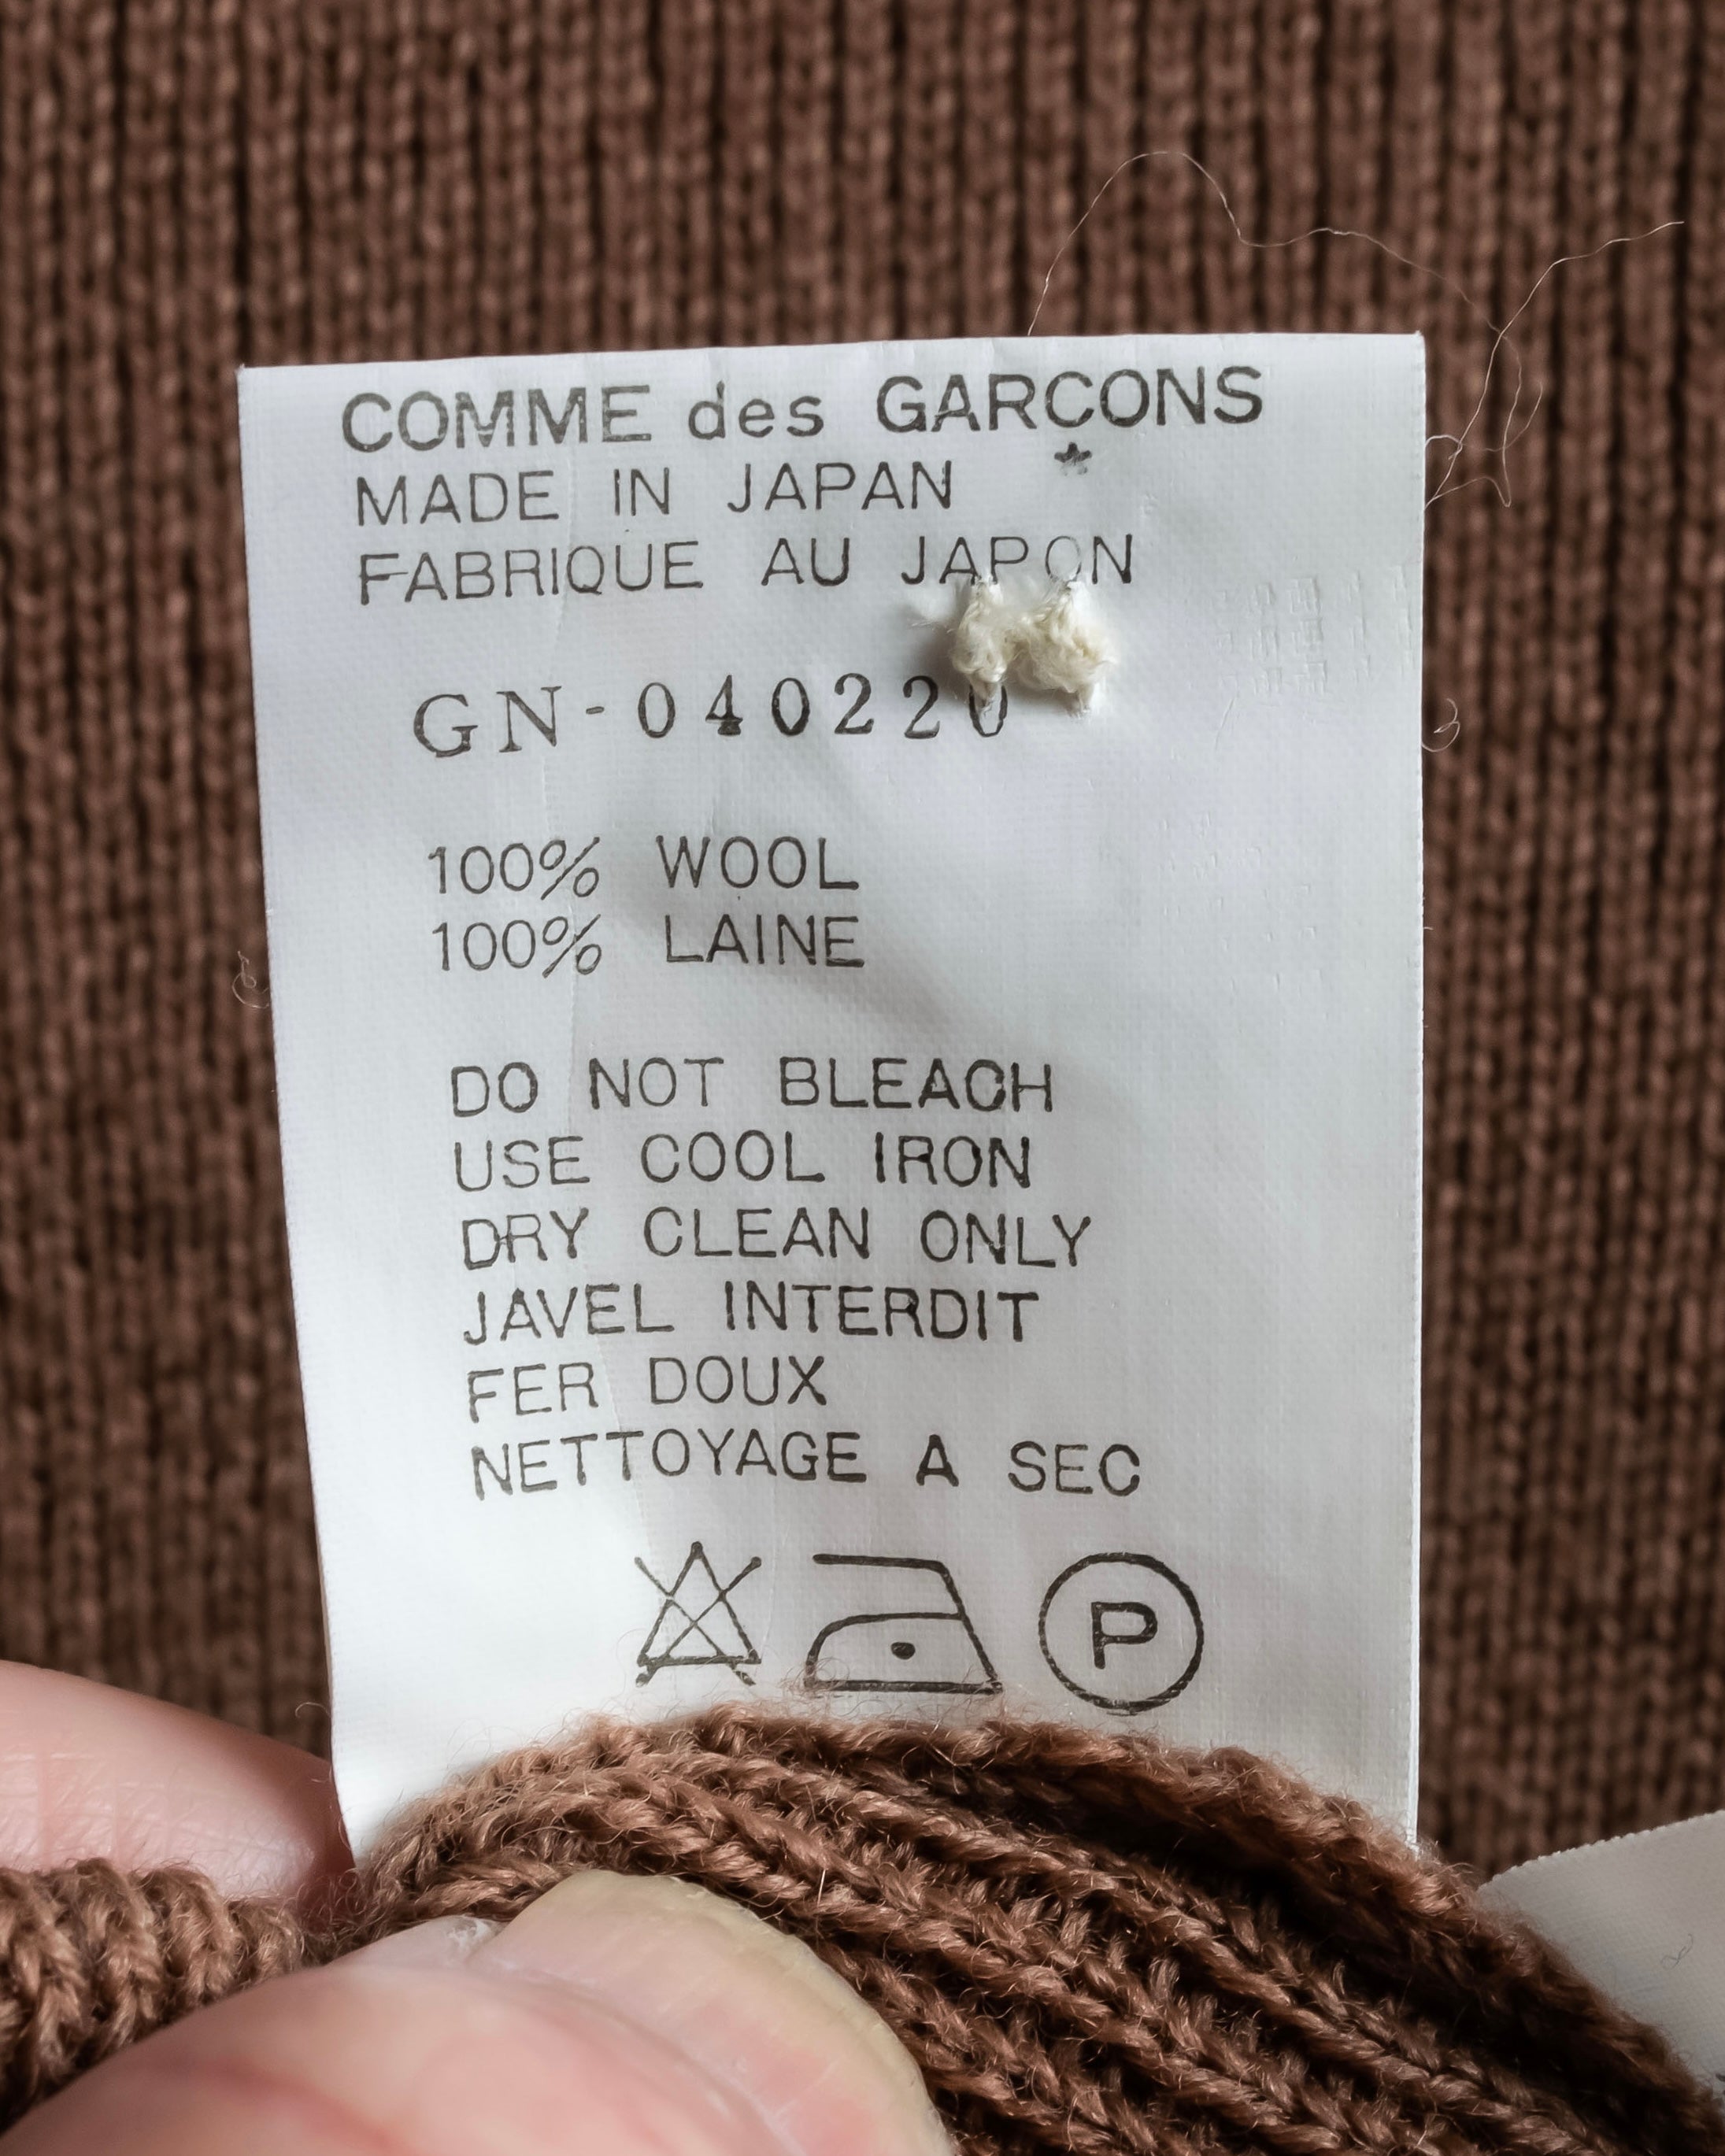 COMME des GARCONS
★
MADE IN JAPAN
FABRIQUE AU JAPON
GN-040220
100% WOOL
100% LAINE
DO NOT BLEACH
USE COOL IRON
DRY CLEAN ONLY
JAVEL INTERDIT
FER DOUX
NETTOYAGE A SEC
P